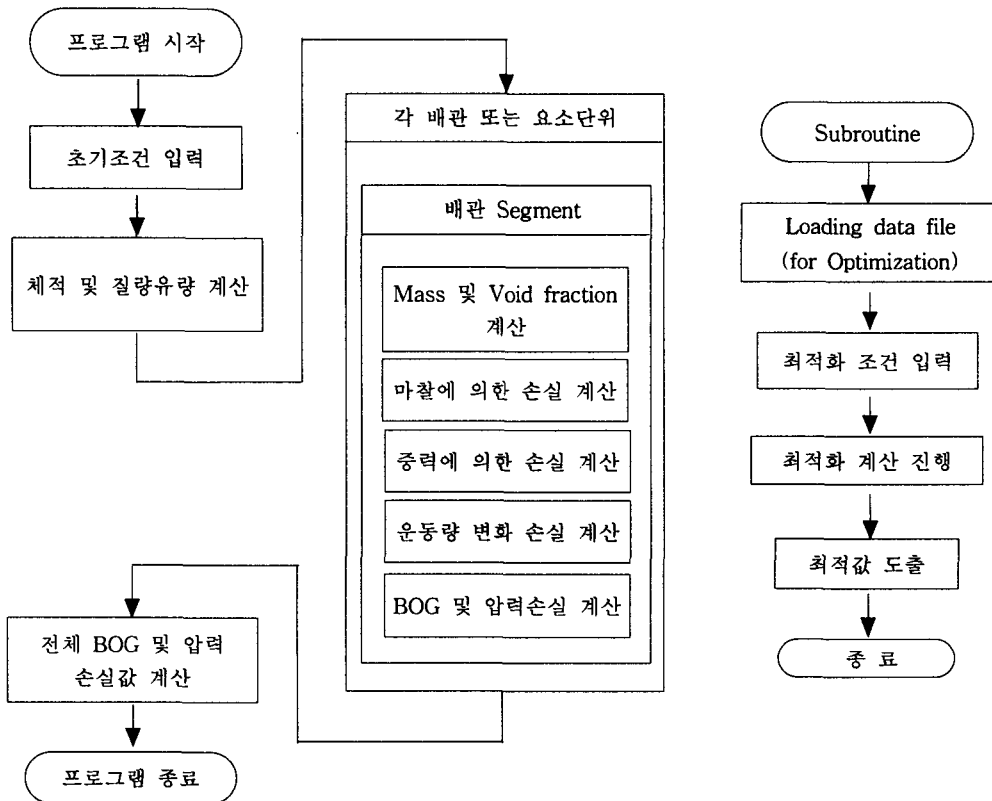 프로그램 시작
초기조건 입력
체적 및 질량유량 계산
각 배관 또는 요소단위
배관 Segment
Mass 및 Void fraction
계산
마찰에 의한 손실 계산
중력에 의한 손실 계산
운동량 변화 손실 계산
BOG 및 압력손실 계산
전체 BOG 및 압력
손실값 계산
프로그램 종료
Subroutine
Loading data file
(for Optimization)
최적화 조건 입력
최적화 계산 진행
최적값 도출
종 료